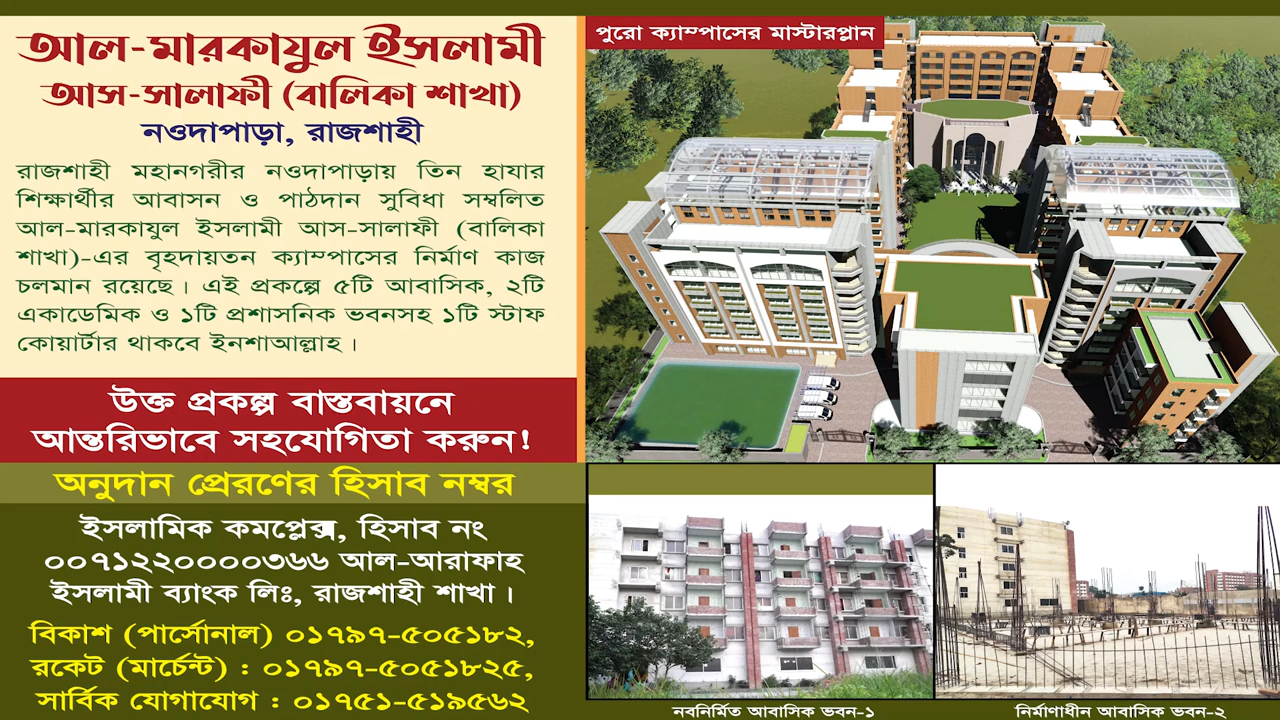 আল-মারকাযুল ইসলামী
আস-সালাফী (বালিকা শাখা)
নওদাপাড়া, রাজশাহী
রাজশাহী মহানগরীর নওদাপাড়ায় তিন হাযার
শিক্ষার্থীর আবাসন ও পাঠদান সুবিধা সম্বলিত
আল-মারকাযুল ইসলামী আস-সালাফী (বালিকা
শাখা)-এর বৃহদায়তন ক্যাম্পাসের নির্মাণ কাজ
চলমান রয়েছে। এই প্রকল্পে ৫টি আবাসিক, ২টি
একাডেমিক ও ১টি প্রশাসনিক ভবনসহ ১টি স্টাফ
কোয়ার্টার থাকবে ইনশাআল্লাহ।
উক্ত প্রকল্প বাস্তবায়নে
আন্তরিভাবে সহযোগিতা করুন!
অনুদান প্রেরণের হিসাব নম্বর
ইসলামিক কমপ্লেক্স, হিসাব নং
০০৭১২২০০০০৩৬৬ আল-আরাফাহ
ইসলামী ব্যাংক লিঃ, রাজশাহী শাখা।
বিকাশ (পার্সোনাল) ০১৭৯৭-৫০৫১৮২,
রকেট (মার্চেন্ট) : ০১৭৯৭-৫০৫১৮২৫,
সার্বিক যোগাযোগ : ০১৭৫১-৫১৯৫৬২
পুরো ক্যাম্পাসের মাস্টারপ্লান
নবনির্মিত আবাসিক ভবন-১
নির্মাণাধীন আবাসিক ভবন-২